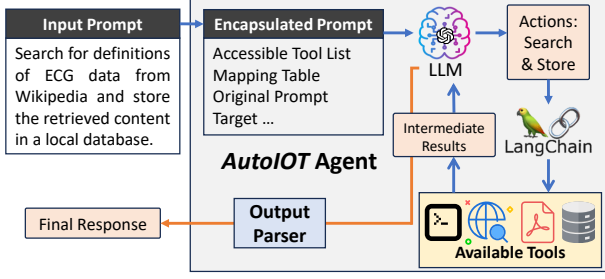 Input Prompt
Search for definitions
of ECG data from
Wikipedia and store
the retrieved content
in a local database.
Encapsulated Prompt
Accessible Tool List
Mapping Table
Original Prompt
Target ...
LLM
Actions:
Search
& Store
Intermediate
Results
LangChain
AutoIOT Agent
Output
Parser
Final Response
>_
Available Tools